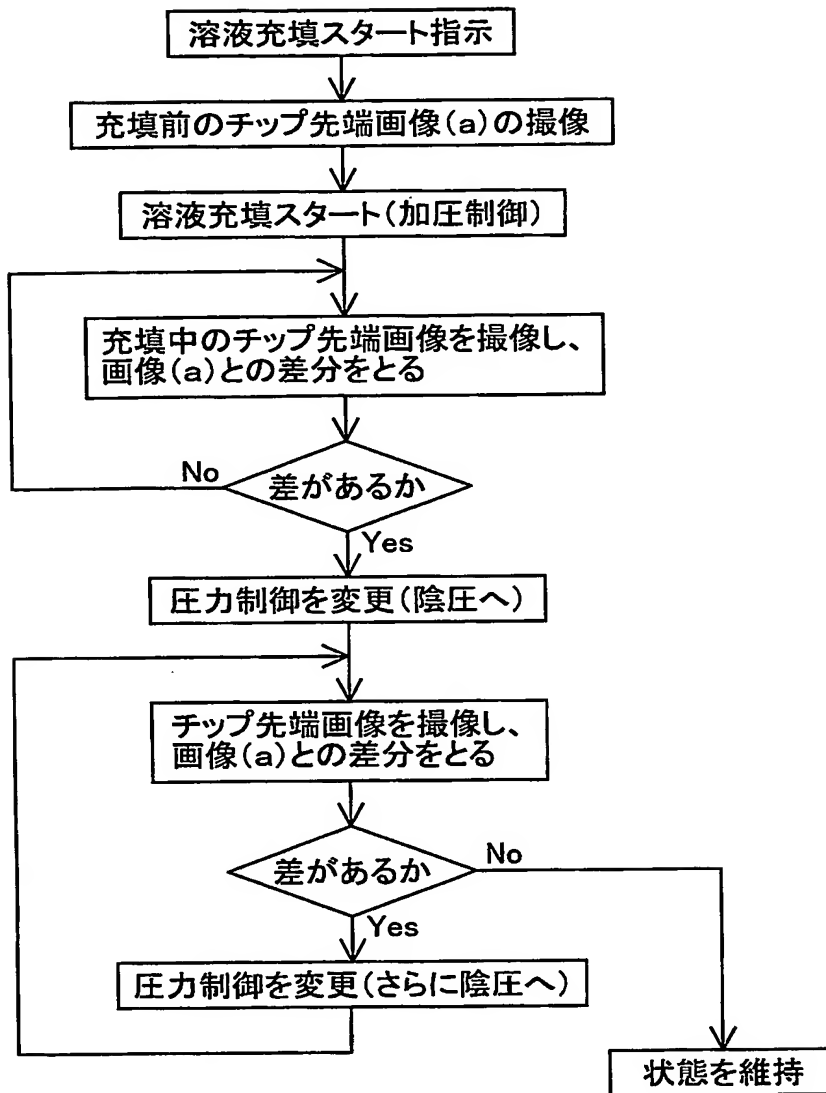 溶液充填スタート指示
充填前のチップ先端画像(a)の撮像
溶液充填スタート(加圧制御)
充填中のチップ先端画像を撮像し、
画像(a)との差分をとる
差があるか
No
Yes
圧力制御を変更(陰圧へ)
チップ先端画像を撮像し、
画像(a)との差分をとる
差があるか
No
Yes
圧力制御を変更(さらに陰圧へ)
状態を維持